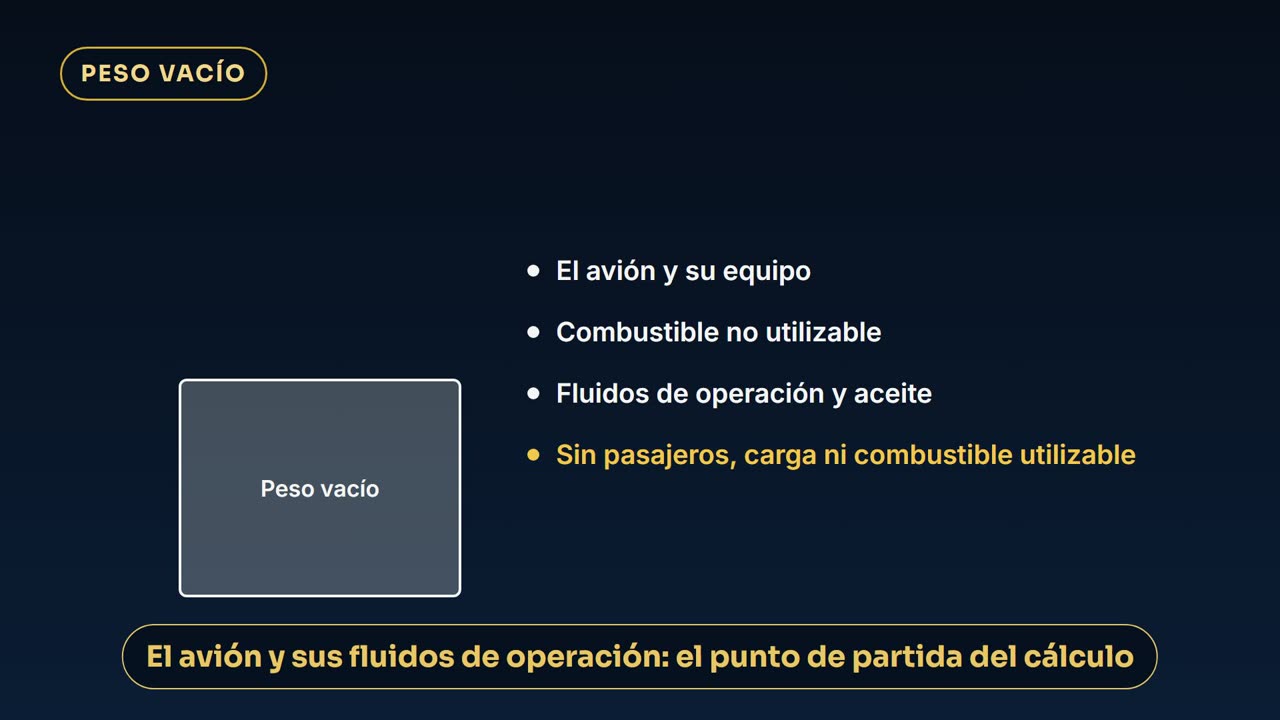 PESO VACÍO
El avión y su equipo
Combustible no utilizable
Fluidos de operación y aceite
Sin pasajeros, carga ni combustible utilizable
Peso vacío
El avión y sus fluidos de operación: el punto de partida del cálculo